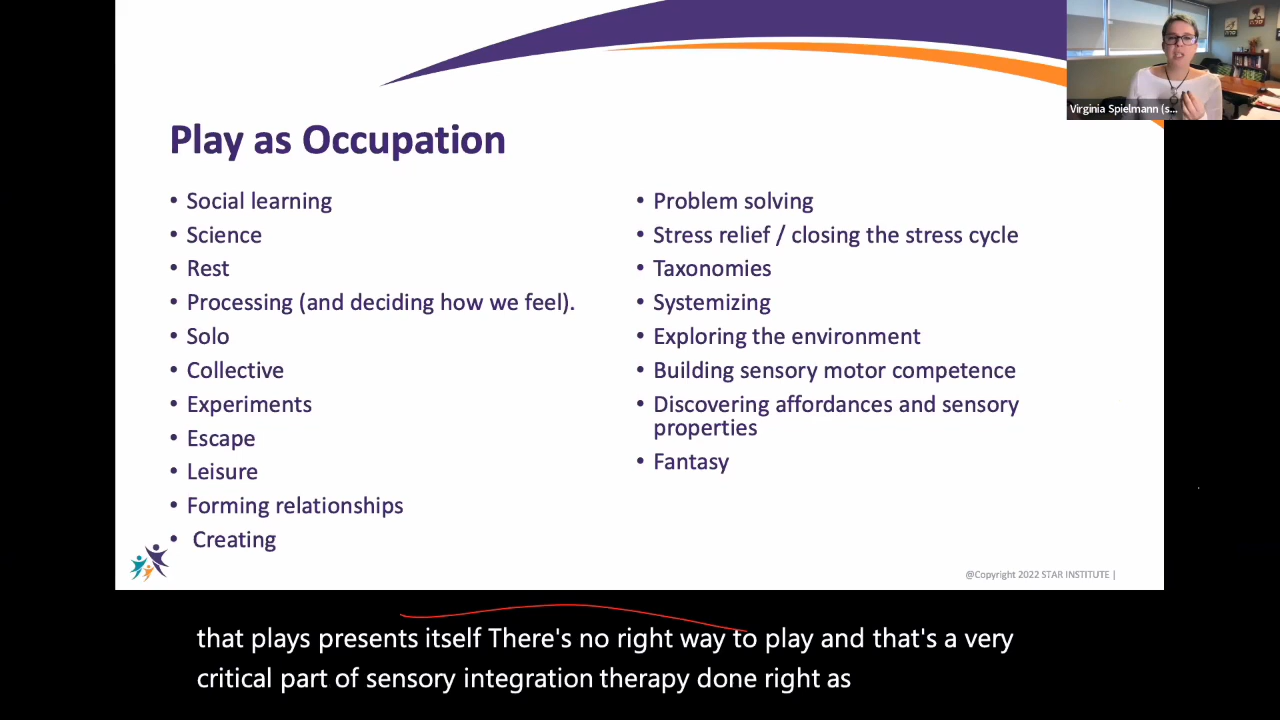 Virginia Spielmann (s...
Play as Occupation
• Social learning
• Science
• Rest
• Processing (and deciding how we feel).
• Solo
• Collective
• Experiments
• Escape
• Leisure
• Forming relationships
• Creating
• Problem solving
• Stress relief / closing the stress cycle
• Taxonomies
• Systemizing
• Exploring the environment
• Building sensory motor competence
• Discovering affordances and sensory
properties
• Fantasy
@Copyright 2022 STAR INSTITUTE |
that plays presents itself There's no right way to play and that's a very
critical part of sensory integration therapy done right as